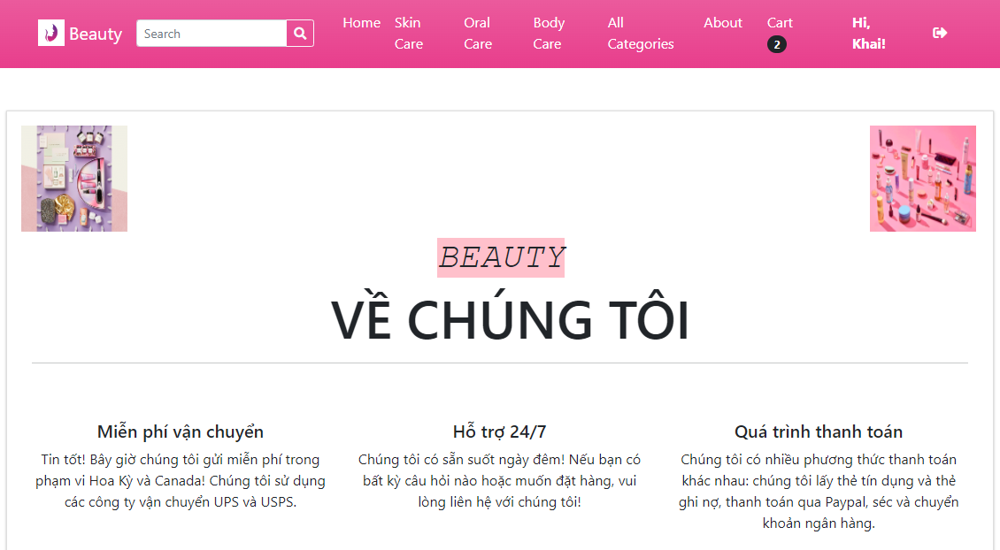 Beauty
Search
Home
Skin
Care
Oral
Care
Body
Care
All
Categories
About
Cart
2
Hi,
Khai!
BEAUTY
VỀ CHÚNG TÔI
Miễn phí vận chuyển
Tin tốt! Bây giờ chúng tôi gửi miễn phí trong
phạm vi Hoa Kỳ và Canada! Chúng tôi sử dụng
các công ty vận chuyển UPS và USPS.
Hỗ trợ 24/7
Chúng tôi có sẵn suốt ngày đêm! Nếu bạn có
bất kỳ câu hỏi nào hoặc muốn đặt hàng, vui
lòng liên hệ với chúng tôi!
Quá trình thanh toán
Chúng tôi có nhiều phương thức thanh toán
khác nhau: chúng tôi lấy thẻ tín dụng và thẻ
ghi nợ, thanh toán qua Paypal, séc và chuyển
khoản ngân hàng.